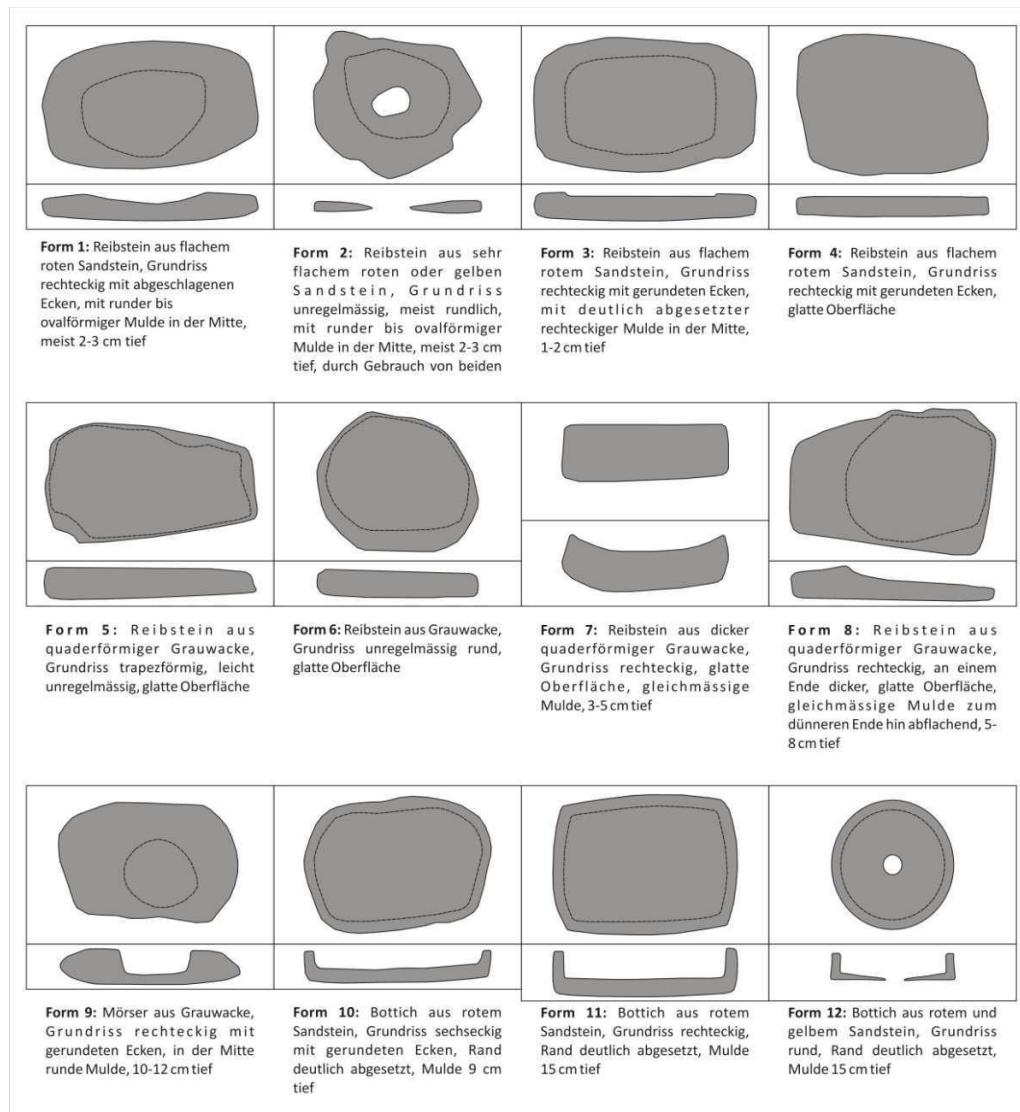 Form 1: Reibstein aus flachem
roten Sandstein, Grundriss
rechteckig mit abgeschlagenen
Ecken, mit runder bis
ovalförmiger Mulde in der Mitte,
meist 2-3 cm tief
Form 2: Reibstein aus sehr
flachem roten oder gelben
Sandstein, Grundriss
unregelmässig, meist rundlich,
mit runder bis ovalförmiger
Mulde in der Mitte, meist 2-3 cm
tief, durch Gebrauch von beiden
Form 3: Reibstein aus flachem
rotem Sandstein, Grundriss
rechteckig mit gerundeten Ecken,
mit deutlich abgesetzter
rechteckiger Mulde in der Mitte,
1-2 cm tief
Form 4: Reibstein aus flachem
rotem Sandstein, Grundriss
rechteckig mit gerundeten Ecken,
glatte Oberfläche
Form 5: Reibstein aus
quaderförmiger Grauwacke,
Grundriss trapezförmig, leicht
unregelmässig, glatte Oberfläche
Form 6: Reibstein aus Grauwacke,
Grundriss unregelmässig rund,
glatte Oberfläche
Form 7: Reibstein aus dicker
quaderförmiger Grauwacke,
Grundriss rechteckig, glatte
Oberfläche, gleichmässige
Mulde, 3-5 cm tief
Form 8: Reibstein aus
quaderförmiger Grauwacke,
Grundriss rechteckig, an einem
Ende dicker, glatte Oberfläche,
gleichmässige Mulde zum
dünneren Ende hin abflachend, 5-
8 cm tief
Form 9: Mörser aus Grauwacke,
Grundriss rechteckig mit
gerundeten Ecken, in der Mitte
runde Mulde, 10-12 cm tief
Form 10: Bottich aus rotem
Sandstein, Grundriss sechseckig
mit gerundeten Ecken, Rand
deutlich abgesetzt, Mulde 9 cm
tief
Form 11: Bottich aus rotem
Sandstein, Grundriss rechteckig,
Rand deutlich abgesetzt, Mulde
15 cm tief
Form 12: Bottich aus rotem und
gelbem Sandstein, Grundriss
rund, Rand deutlich abgesetzt,
Mulde 15 cm tief